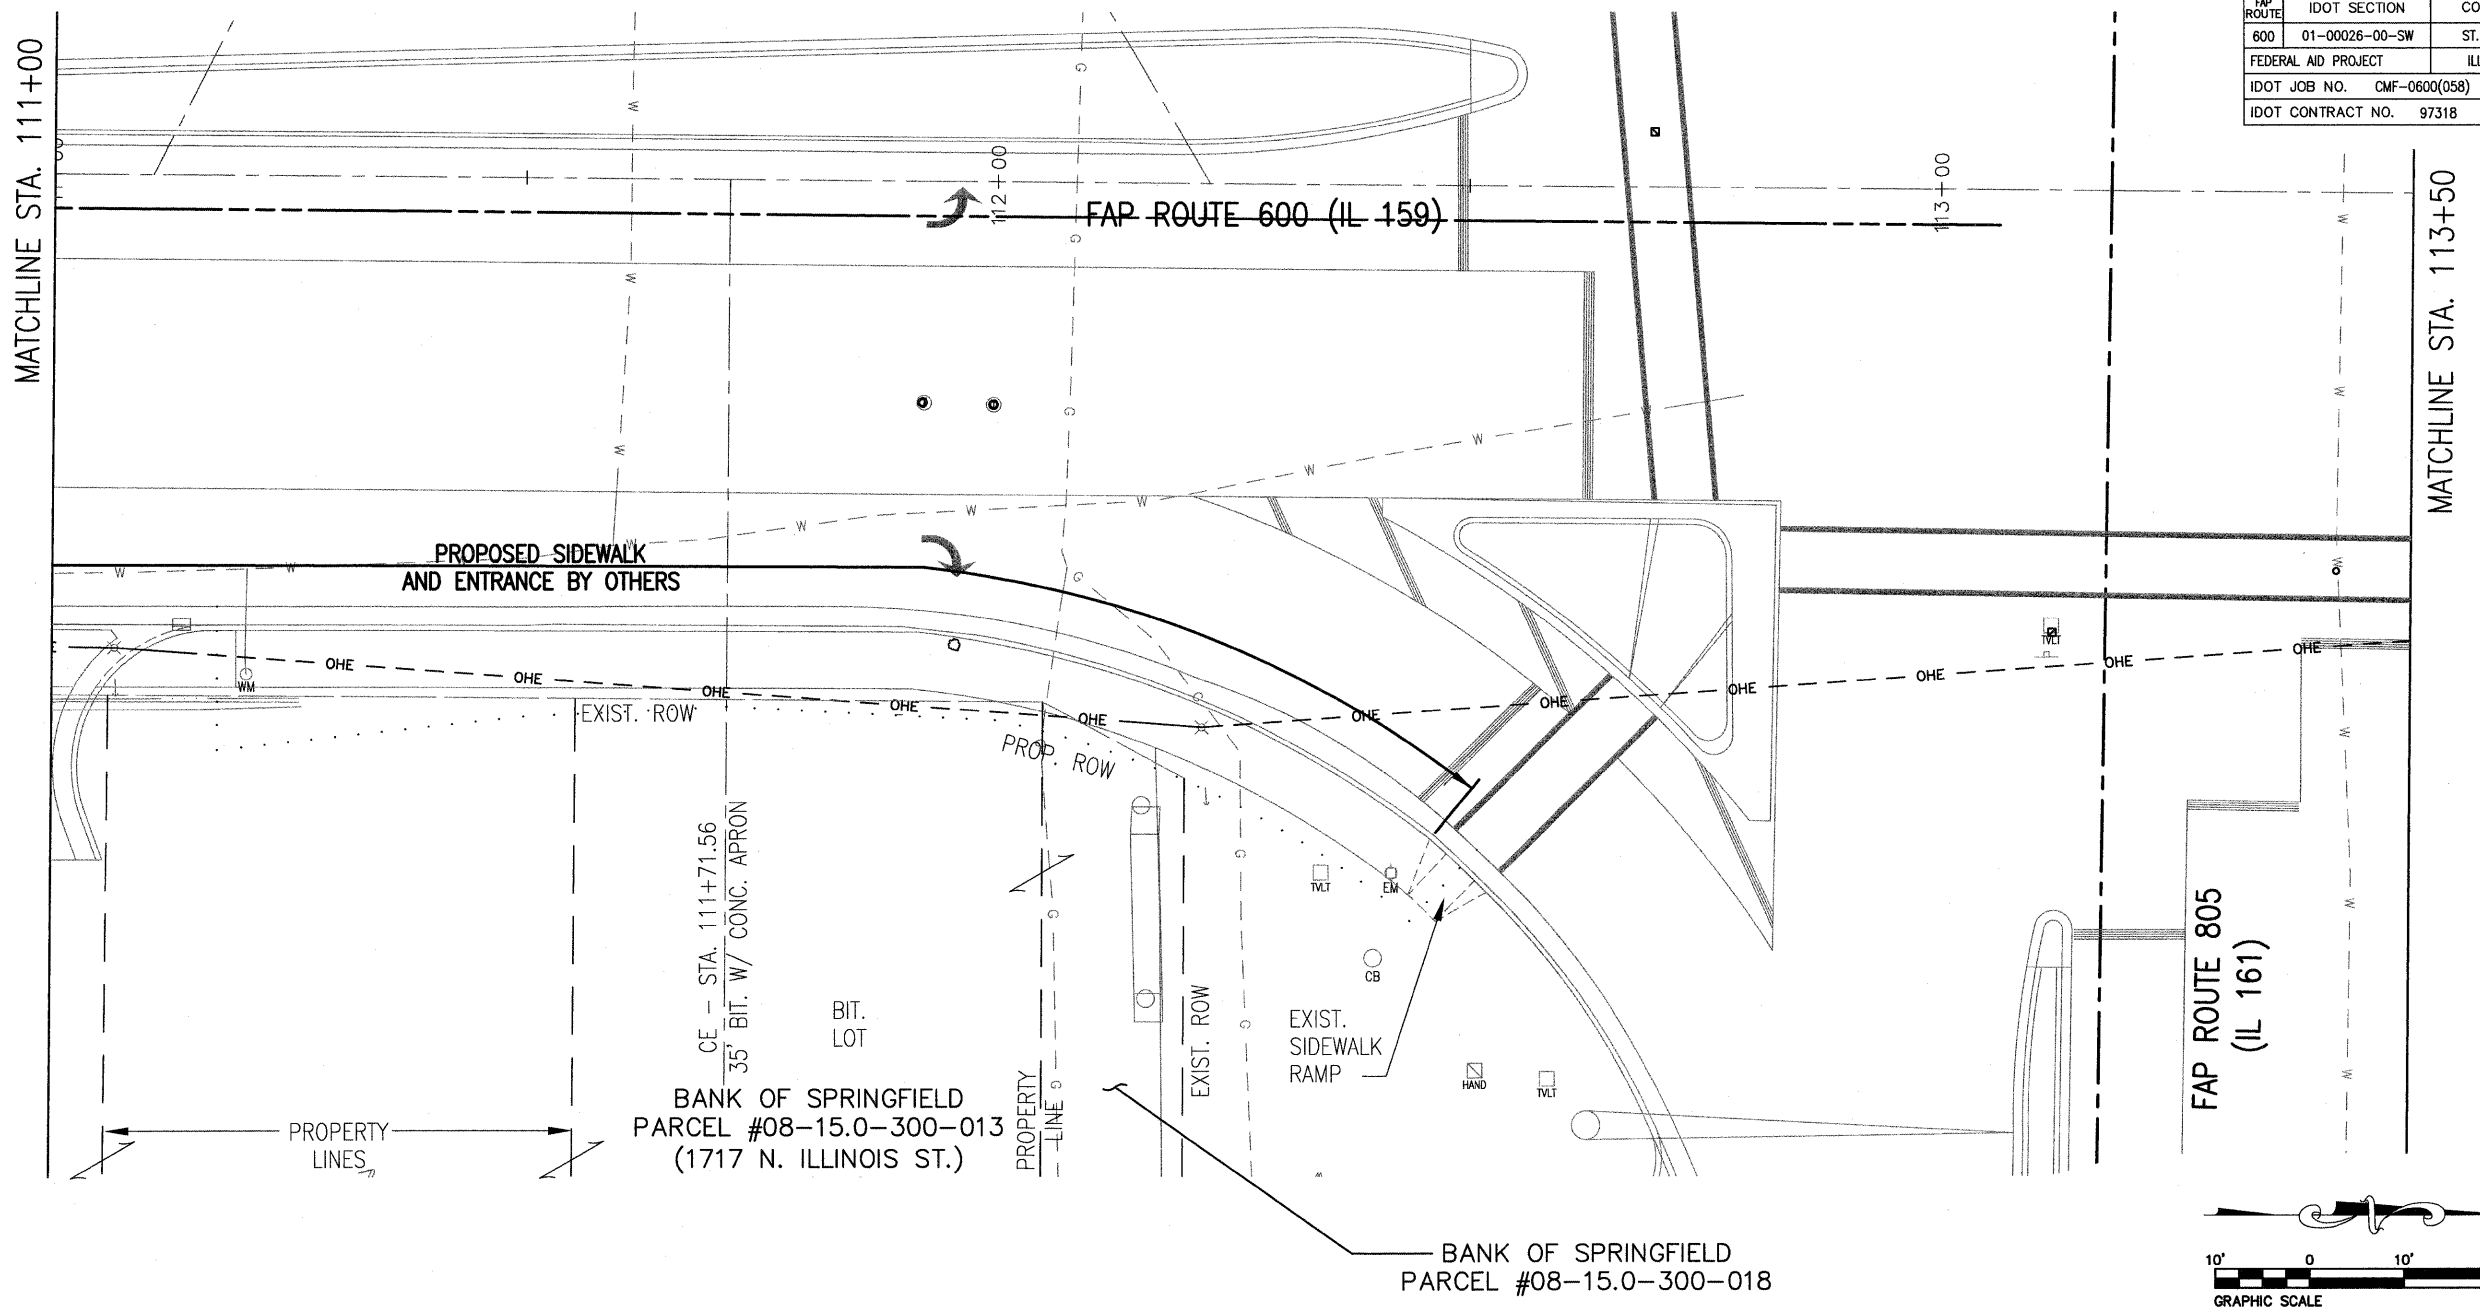 FAP ROUTE
IDOT SECTION
600
01-00026-00-SW
ST.
FEDERAL AID PROJECT
IDOT JOB NO. CMF-0600(058)
IDOT CONTRACT NO. 97318
MATCHLINE STA. 111+00
112+00
113+00
MATCHLINE STA. 113+50
FAP ROUTE 600 (IL 159)
W
W
W
G
G
G
W
W
W
W
W
W
W
W
G
G
PROPOSED SIDEWALK
AND ENTRANCE BY OTHERS
WM
OHE
OHE
OHE
OHE
OHE
OHE
OHE
OHE
OHE
OHE
OHE
TVLT
EXIST. ROW
PROP. ROW
CE - STA. 111+71.56
35' BIT. W/ CONC. APRON
BIT.
LOT
TVLT
EM
CB
G
G
G
G
EXIST. ROW
EXIST.
SIDEWALK
RAMP
HAND
TVLT
W
W
W
W
W
FAP ROUTE 805
(IL 161)
PROPERTY
LINES
BANK OF SPRINGFIELD
PARCEL #08-15.0-300-013
(1717 N. ILLINOIS ST.)
PROPERTY
LINE
BANK OF SPRINGFIELD
PARCEL #08-15.0-300-018
10' 0 10'
GRAPHIC SCALE